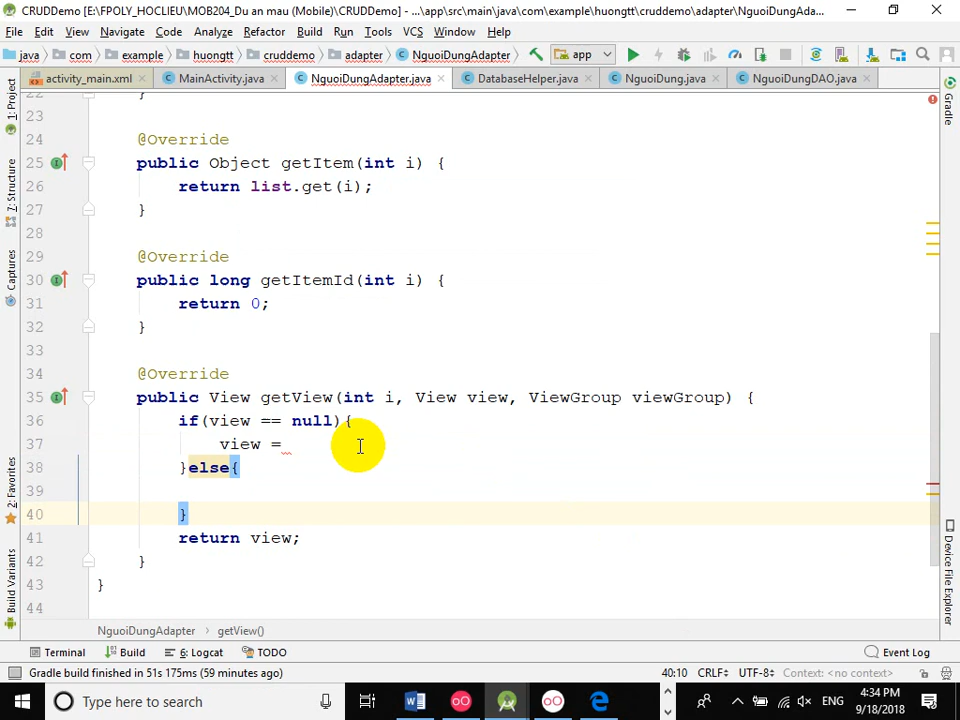 CRUDDemo [E:\FPOLY_HOCLIEU\MOB204_Du an mau (Mobile)\CRUDDemo] - ...\app\src\main\java\com\example\huongtt\cruddemo\adapter\NguoiDungAda...
File Edit View Navigate Code Analyze Refactor Build Run Tools VCS Window Help
java com example huongtt cruddemo adapter NguoiDungAdapter app
activity_main.xml MainActivity.java NguoiDungAdapter.java DatabaseHelper.java NguoiDung.java NguoiDungDAO.java
1: Project
7: Structure
Captures
2: Favorites
Build Variants
Gradle
Device File Explorer
22 }
23
24 @Override
25 public Object getItem(int i) {
26 return list.get(i);
27 }
28
29 @Override
30 public long getItemId(int i) {
31 return 0;
32 }
33
34 @Override
35 public View getView(int i, View view, ViewGroup viewGroup) {
36 if(view == null){
37 view =
38 }else{
39
40 }
41 return view;
42 }
43 }
44
NguoiDungAdapter getView()
Terminal Build 6: Logcat TODO Event Log
Gradle build finished in 51s 175ms (59 minutes ago) 40:10 CRLF÷ UTF-8÷ Context: <no context>
Type here to search ENG 4:34 PM
9/18/2018